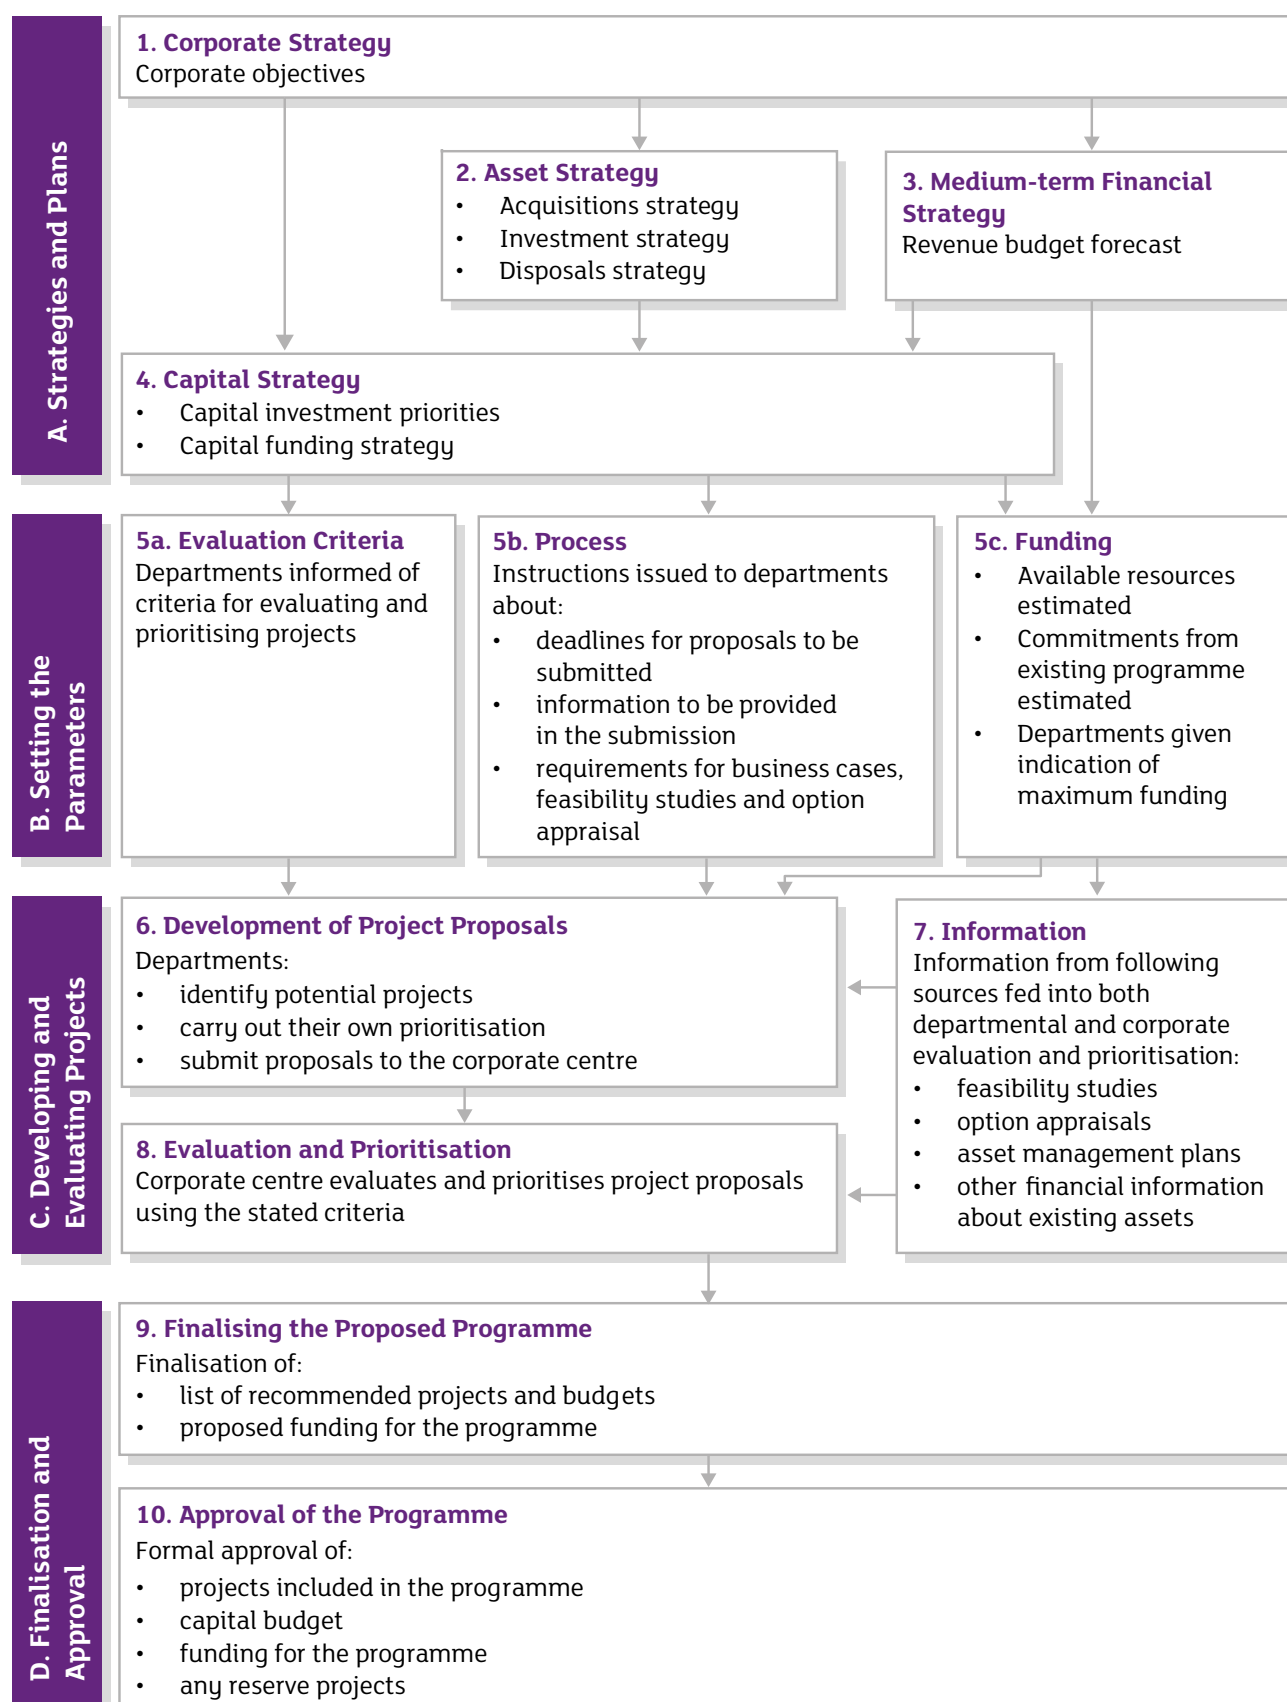 A. Strategies and Plans
1. Corporate Strategy
Corporate objectives
2. Asset Strategy
• Acquisitions strategy
• Investment strategy
• Disposals strategy
3. Medium-term Financial
Strategy
Revenue budget forecast
4. Capital Strategy
• Capital investment priorities
• Capital funding strategy
B. Setting the
Parameters
5a. Evaluation Criteria
Departments informed of
criteria for evaluating and
prioritising projects
5b. Process
Instructions issued to departments
about:
• deadlines for proposals to be
submitted
• information to be provided
in the submission
• requirements for business cases,
feasibility studies and option
appraisal
5c. Funding
• Available resources
estimated
• Commitments from
existing programme
estimated
• Departments given
indication of
maximum funding
C. Developing and
Evaluating Projects
6. Development of Project Proposals
Departments:
• identify potential projects
• carry out their own prioritisation
• submit proposals to the corporate centre
7. Information
Information from following
sources fed into both
departmental and corporate
evaluation and prioritisation:
• feasibility studies
• option appraisals
• asset management plans
• other financial information
about existing assets
8. Evaluation and Prioritisation
Corporate centre evaluates and prioritises project proposals
using the stated criteria
D. Finalisation and
Approval
9. Finalising the Proposed Programme
Finalisation of:
• list of recommended projects and budgets
• proposed funding for the programme
10. Approval of the Programme
Formal approval of:
• projects included in the programme
• capital budget
• funding for the programme
• any reserve projects